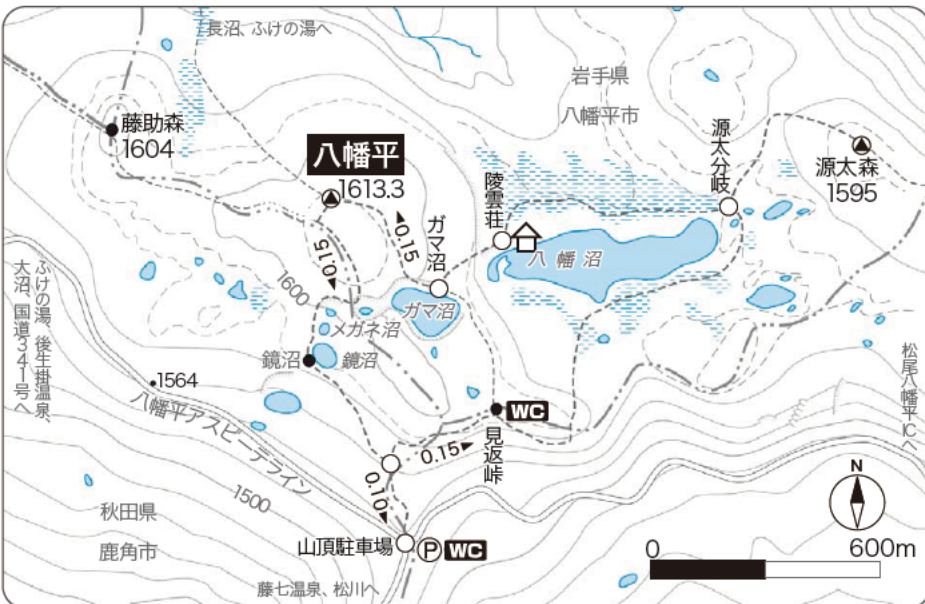 長沼、ふけの湯へ
岩手県
八幡平市
藤助森
1604
八幡平
1613.3
源太分岐
源太森
1595
陵雲荘
ガマ沼
0.15
0.15
八幡沼
ガマ沼
1600
メガネ沼
鏡沼
鏡沼
ふけの湯、後生掛温泉、
大沼、国道341号へ
1564
八幡平アスピーテライン
WC
見返峠
0.15
松尾八幡平ICへ
0.10
1500
秋田県
鹿角市
山頂駐車場
P
WC
藤七温泉、松川へ
N
0
600m